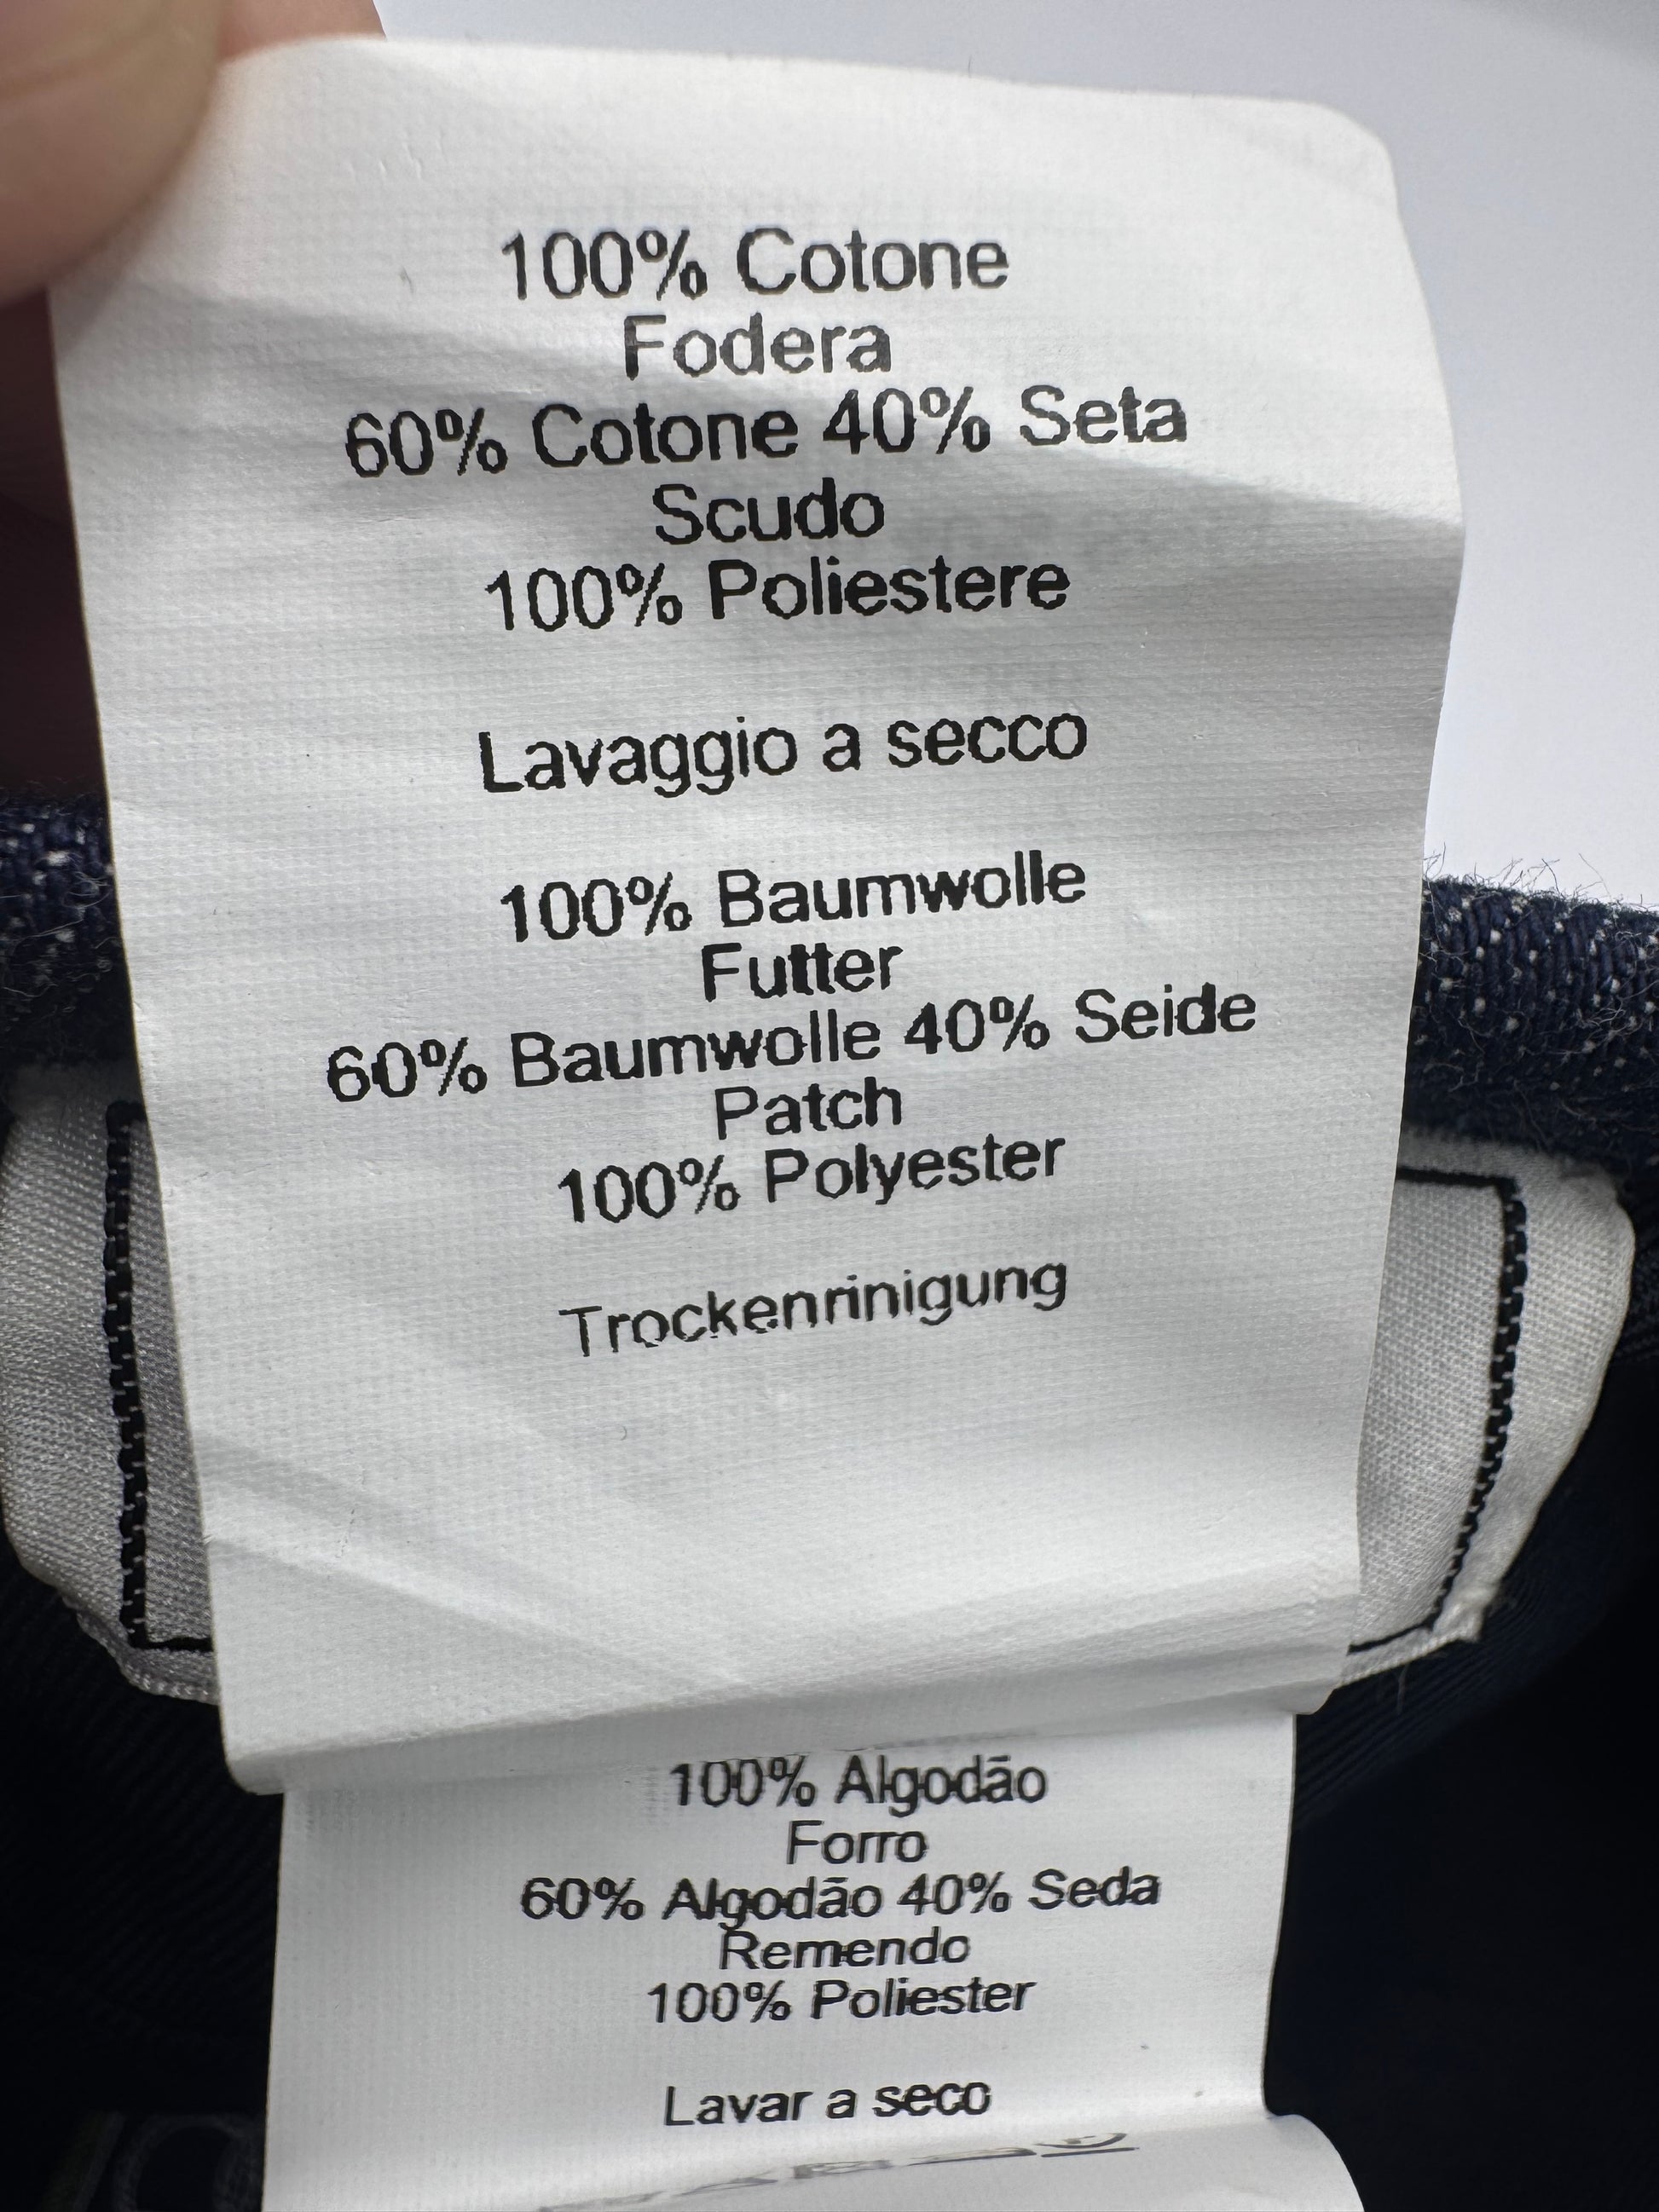 100% Cotone
Fodera
60% Cotone 40% Seta
Scudo
100% Poliestere
Lavaggio a secco
100% Baumwolle
Futter
60% Baumwolle 40% Seide
Patch
100% Polyester
Trockenrinigung
100% Algodão
Forro
60% Algodão 40% Seda
Remendo
100% Poliester
Lavar a seco